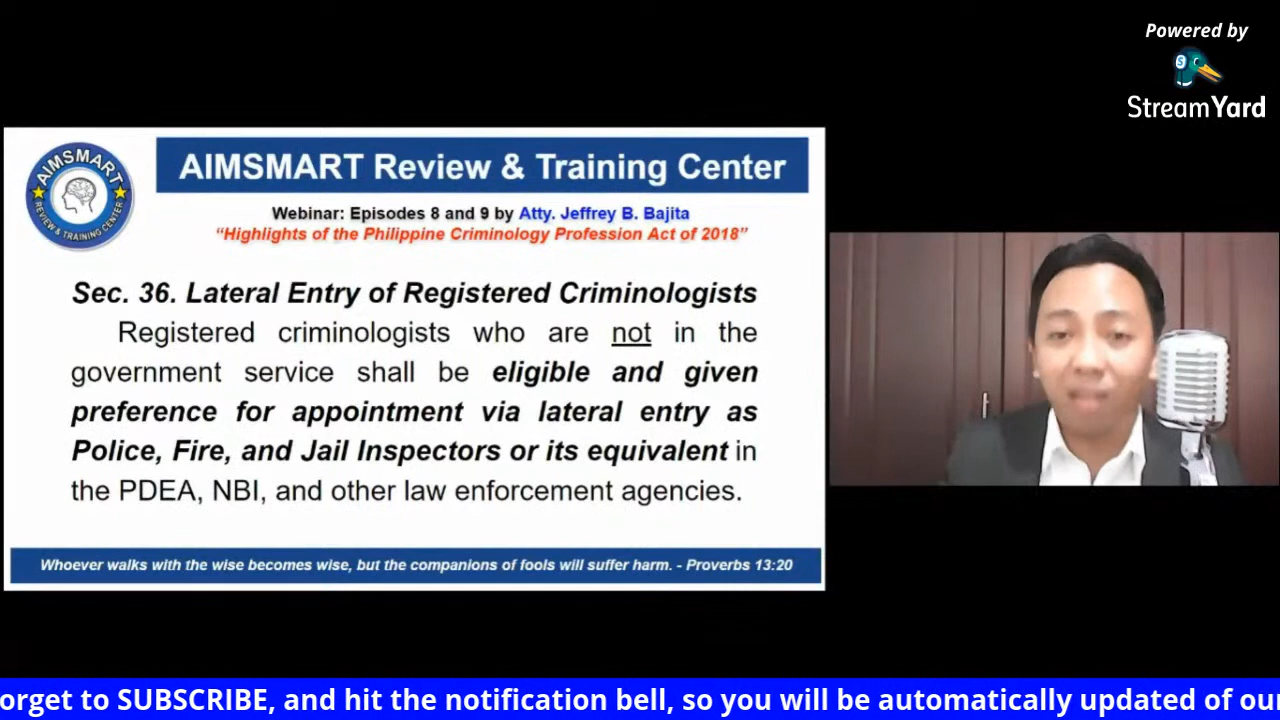 Powered by
StreamYard
AIMSMART
REVIEW & TRAINING CENTER
AIMSMART Review & Training Center
Webinar: Episodes 8 and 9 by Atty. Jeffrey B. Bajita
“Highlights of the Philippine Criminology Profession Act of 2018”
Sec. 36. Lateral Entry of Registered Criminologists
Registered criminologists who are not in the
government service shall be eligible and given
preference for appointment via lateral entry as
Police, Fire, and Jail Inspectors or its equivalent in
the PDEA, NBI, and other law enforcement agencies.
Whoever walks with the wise becomes wise, but the companions of fools will suffer harm. - Proverbs 13:20
orget to SUBSCRIBE, and hit the notification bell, so you will be automatically updated of ou